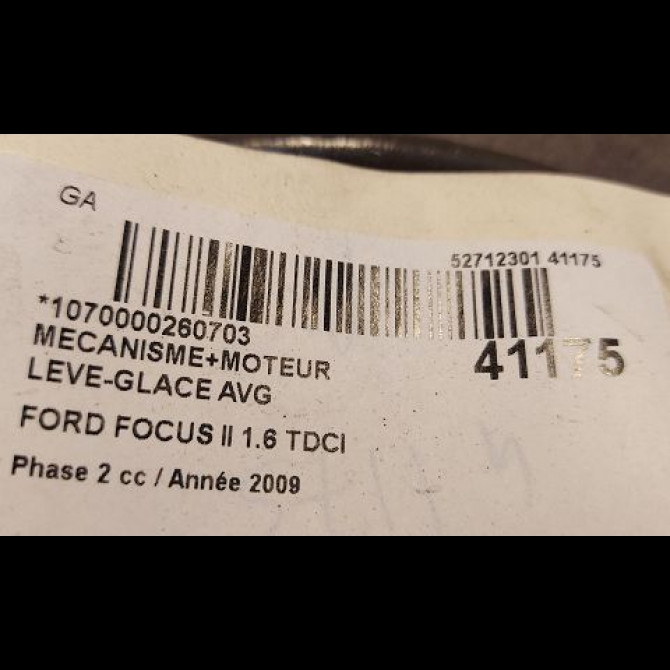 GA
52712301 41175
*1070000260703
41175
MECANISME+MOTEUR
LEVE-GLACE AVG
FORD FOCUS II 1.6 TDCI
Phase 2 cc / Année 2009